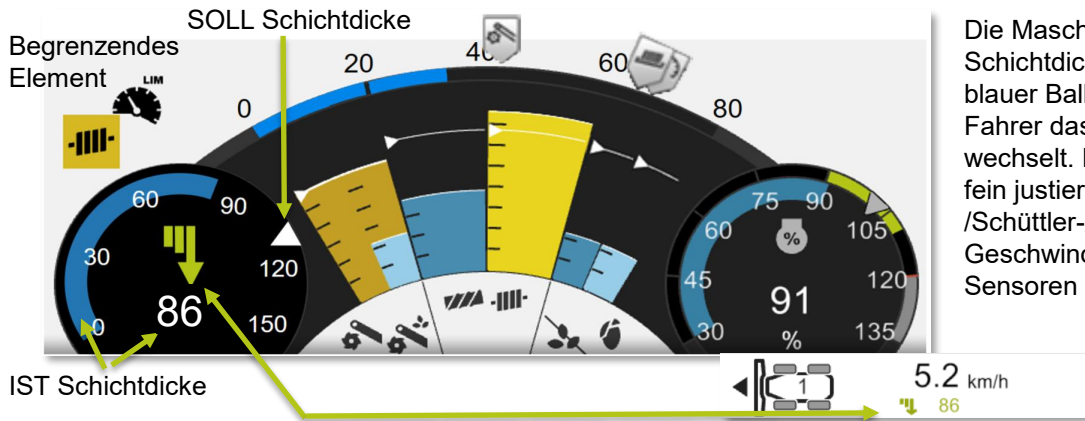 SOLL Schichtdicke
Begrenzendes
Element
LIM
0
20
40
60
80
0
30
60
90
120
150
86
30
45
60
75
90
105
120
135
%
91
%
IST Schichtdicke
1
5.2 km/h
86
Die Masch
Schichtdic
blauer Ball
Fahrer das
wechselt.
fein justier
/Schüttler-
Geschwind
Sensoren